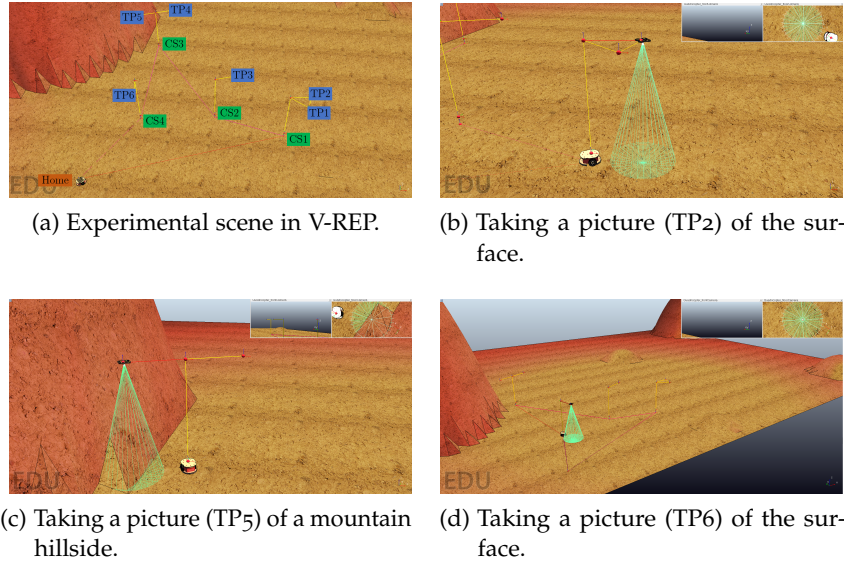 TP5 TP4
CS3
TP3
TP6
TP2
CS2
TP1
CS4
CS1
Home
EDU
(a) Experimental scene in V-REP.
EDU
(b) Taking a picture (TP2) of the sur-
face.
EDU
(c) Taking a picture (TP5) of a mountain
hillside.
EDU
(d) Taking a picture (TP6) of the sur-
face.